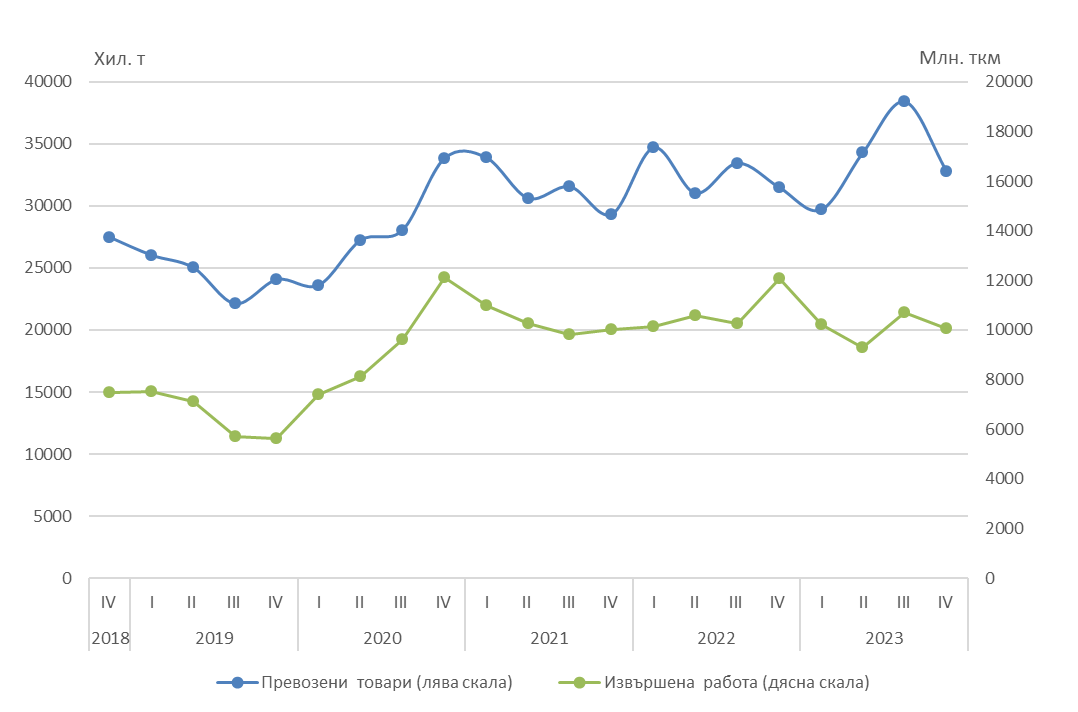 Хил. т Млн. ткм
40000 20000
35000 18000
30000 16000
25000 14000
20000 12000
15000 10000
10000 8000
5000 6000
0 4000
2000
0
IV I II III IV I II III IV I II III IV I II III IV I II III IV
2018 2019 2020 2021 2022 2023
Превозени товари (лява скала) Извършена работа (дясна скала)